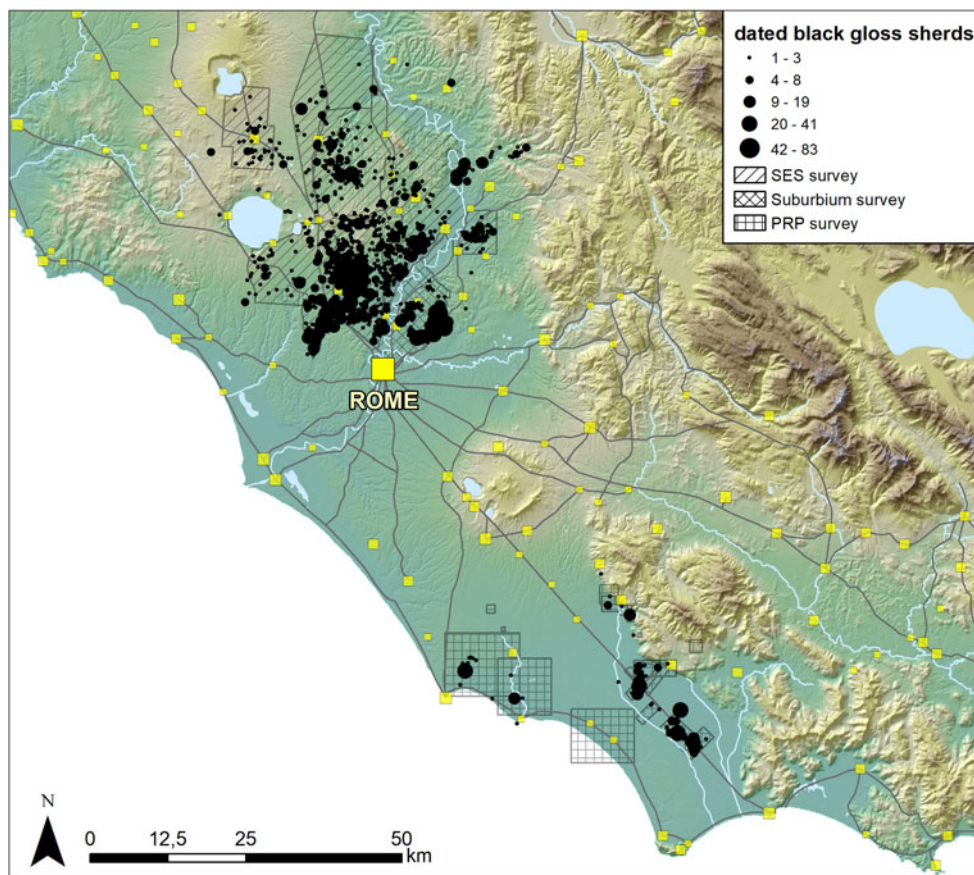 dated black gloss sherds
1 - 3
4 - 8
9 - 19
20 - 41
42 - 83
SES survey
Suburbium survey
PRP survey
ROME
N
0 12,5 25 50
km